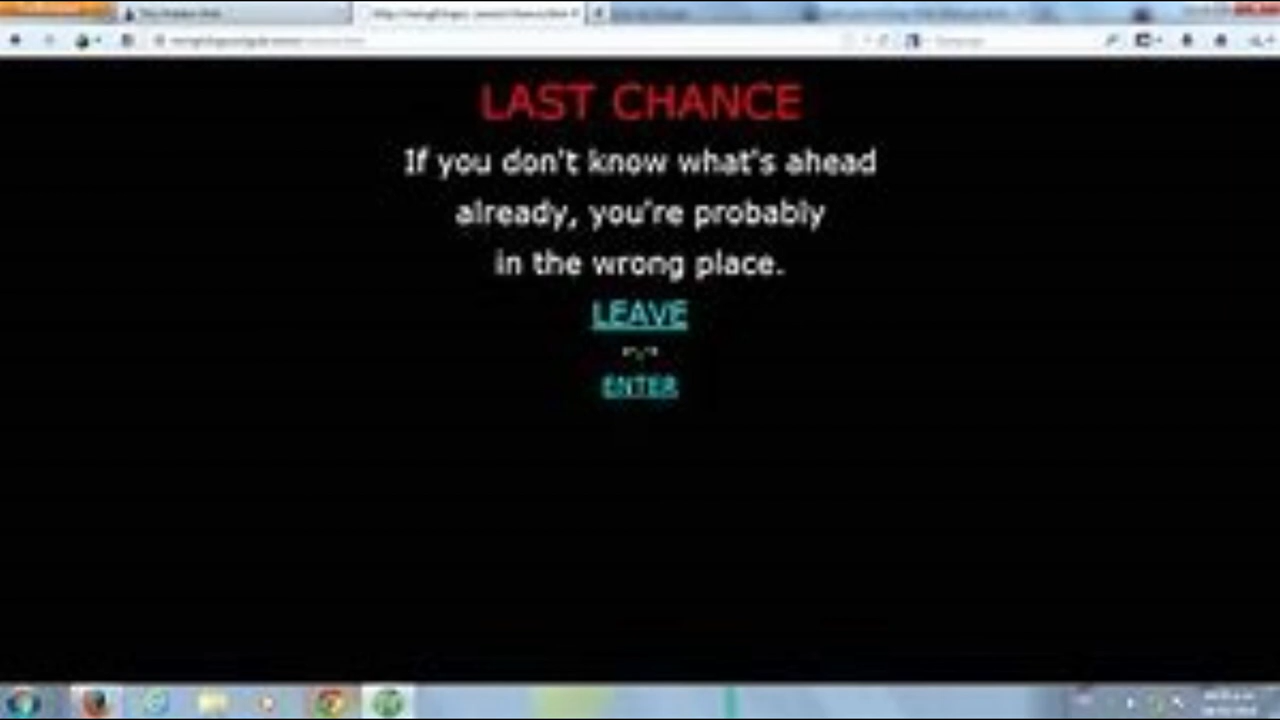 LAST CHANCE
If you don't know what's ahead
already, you're probably
in the wrong place.
LEAVE
ENTER